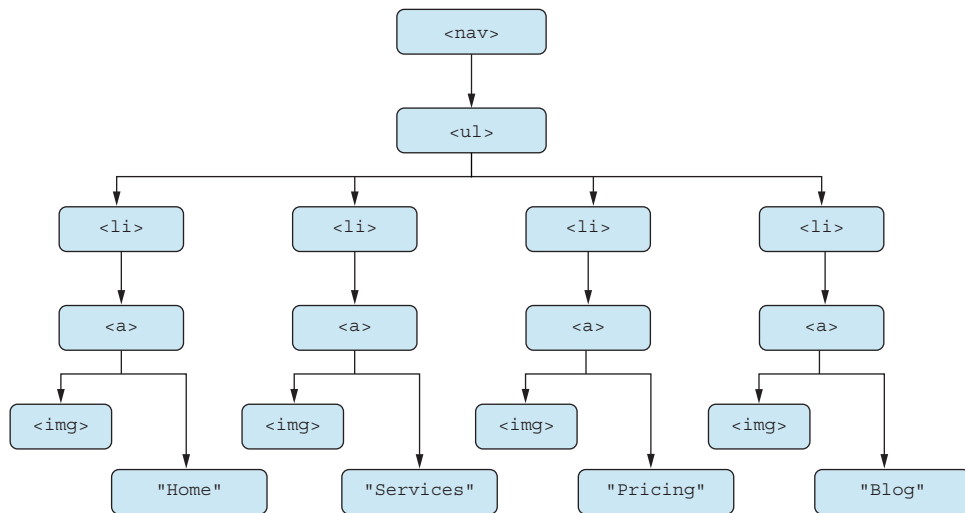 <nav>
<ul>
<li> <li> <li> <li>
<a> <a> <a> <a>
<img> <img> <img> <img>
"Home" "Services" "Pricing" "Blog"